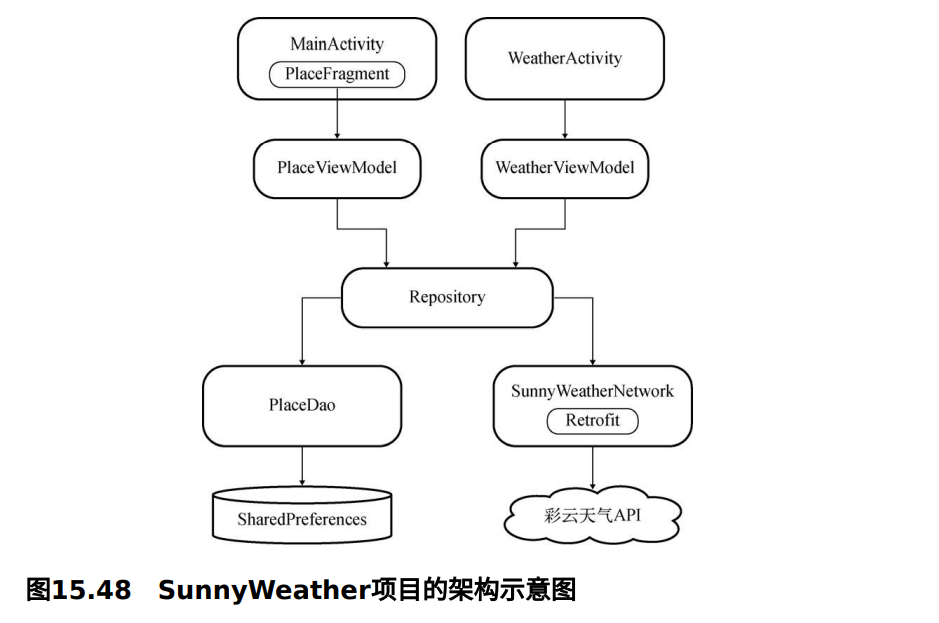 MainActivity
PlaceFragment
WeatherActivity
PlaceViewModel
WeatherViewModel
Repository
PlaceDao
SunnyWeatherNetwork
Retrofit
SharedPreferences
彩云天气API
图15.48 SunnyWeather项目的架构示意图